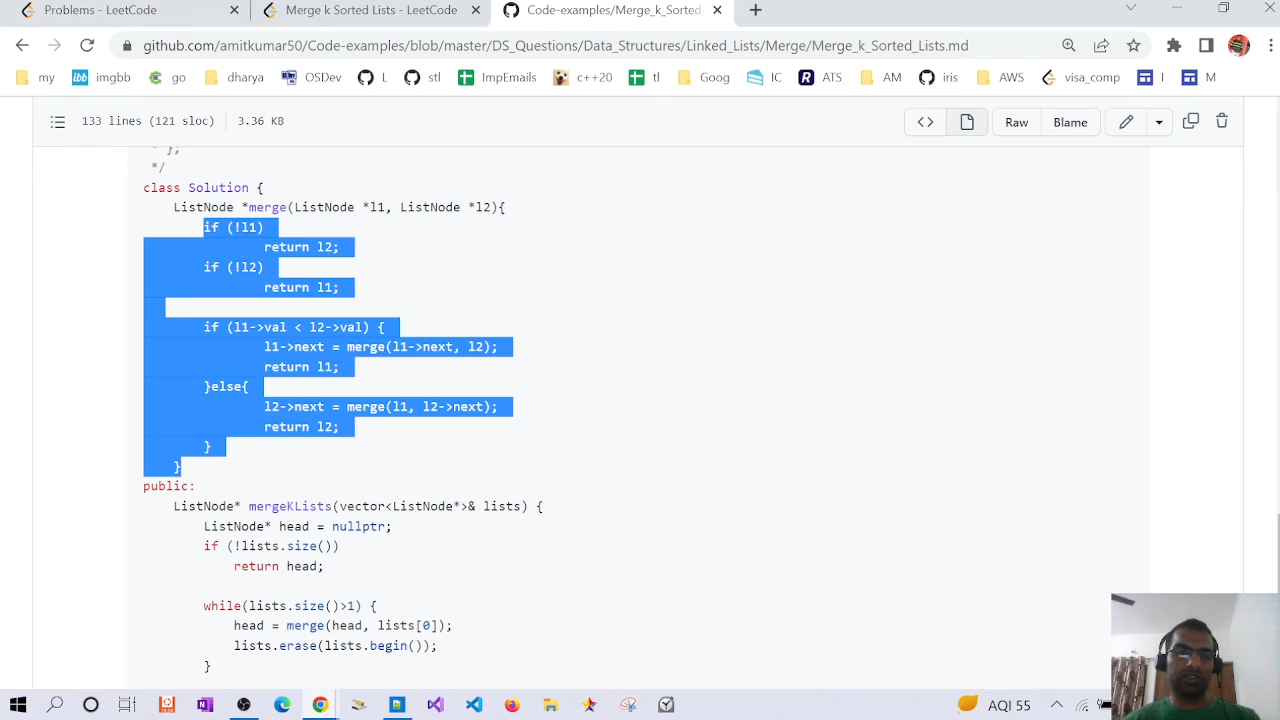 Problems - LeetCode
Merge k Sorted Lists - LeetCode
Code-examples/Merge_k_Sorted_
github.com/amitkumar50/Code-examples/blob/master/DS_Questions/Data_Structures/Linked_Lists/Merge/Merge_k_Sorted_Lists.md
my
ibb imgbb
go
dharya
OSDev
L
stl
ImpEmails
c++20
tl
Goog
IC
R ATS
AM
iris
AWS
visa_comp
I
M
133 lines (121 sloc) 3.36 KB
<> Raw Blame
* };
*/
class Solution {
ListNode *merge(ListNode *l1, ListNode *l2){
if (!l1)
return l2;
if (!l2)
return l1;
if (l1->val < l2->val) {
l1->next = merge(l1->next, l2);
return l1;
}else{
l2->next = merge(l1, l2->next);
return l2;
}
}
public:
ListNode* mergeKLists(vector<ListNode*>& lists) {
ListNode* head = nullptr;
if (!lists.size())
return head;
while(lists.size()>1) {
head = merge(head, lists[0]);
lists.erase(lists.begin());
}
AQI 55